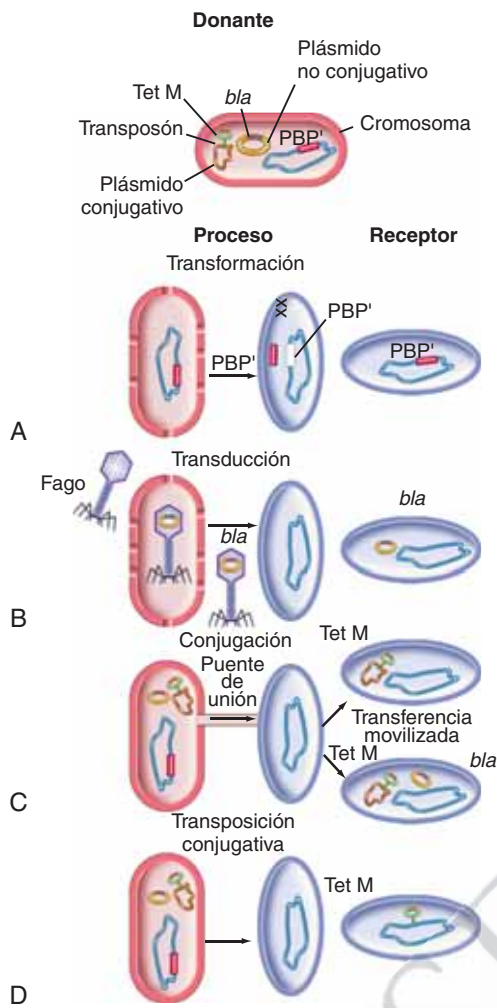 Donante
Plásmido
no conjugativo
Tet M
bla
Transposón
PBP'
Cromosoma
Plásmido
conjugativo
Proceso
Receptor
Transformación
xx
PBP'
PBP'
PBP'
A
Transducción
Fago
bla
bla
B
Conjugación
Tet M
Puente
de
unión
Transferencia
movilizada
Tet M
bla
C
Transposición
conjugativa
Tet M
D